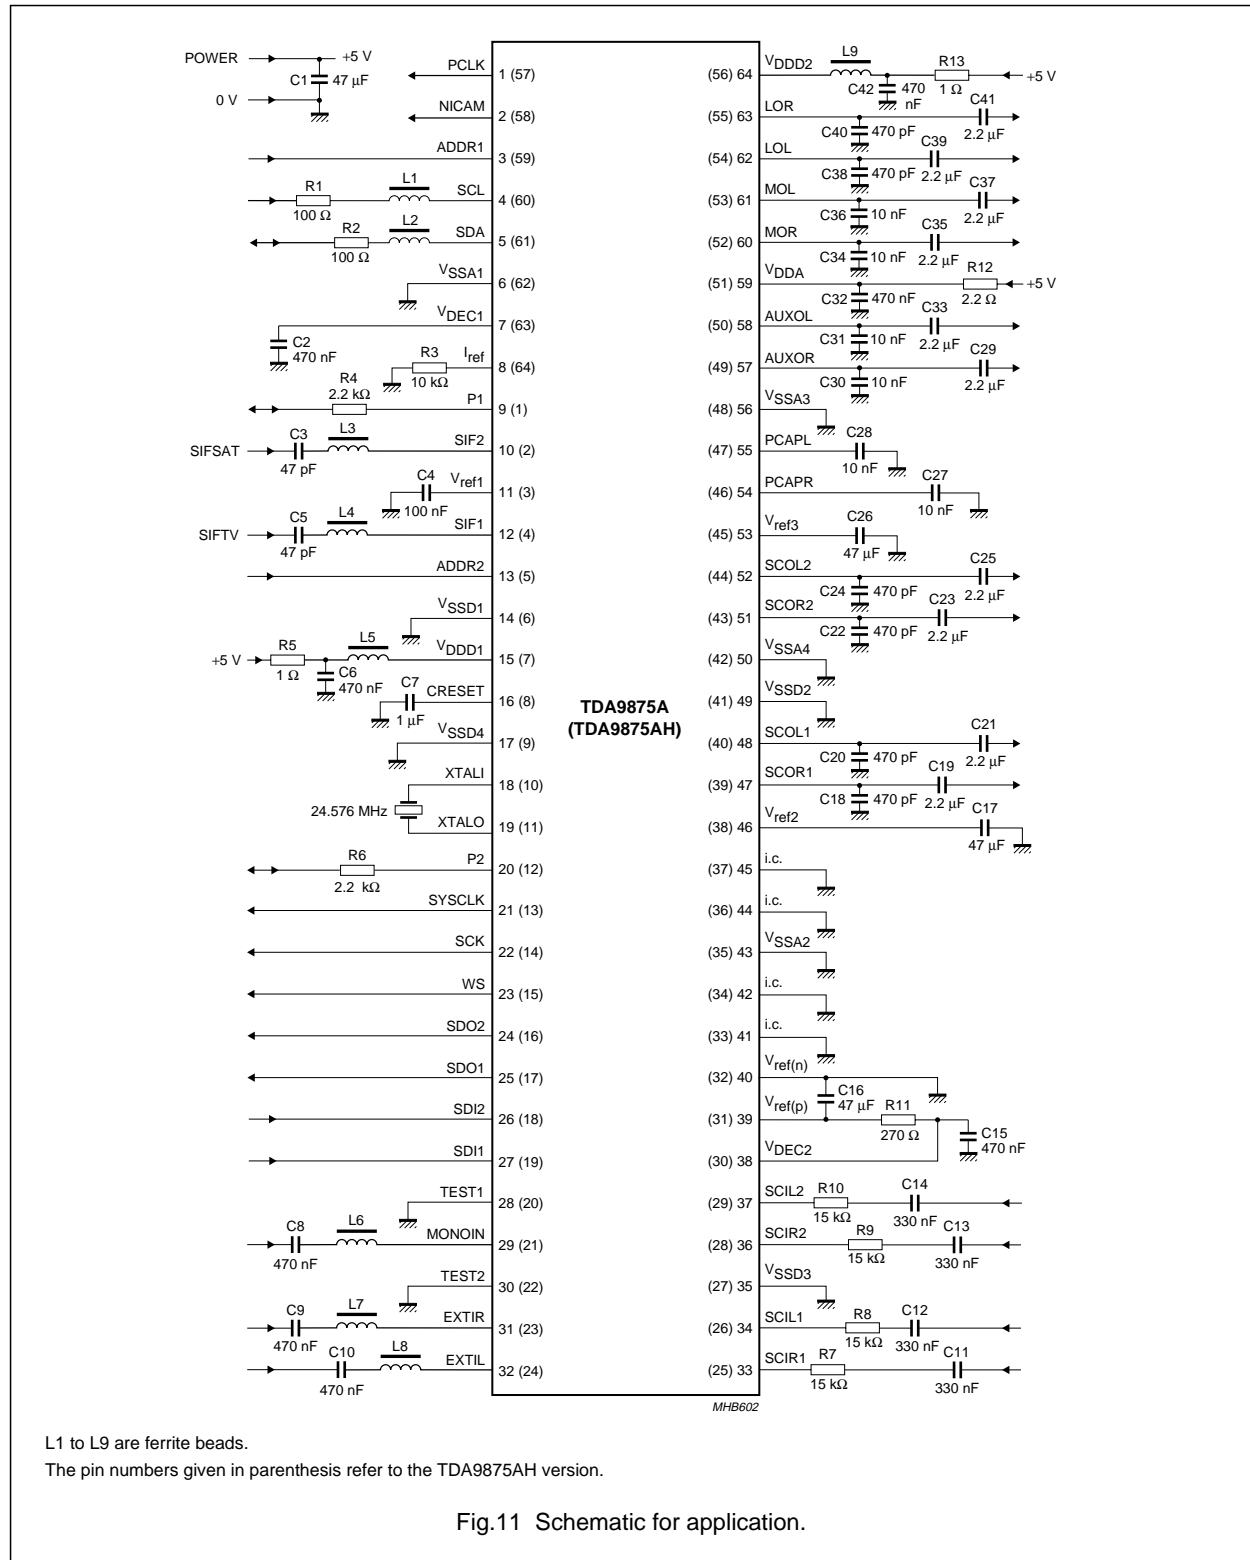 POWER
+5 V
C1
47 µF
0 V
PCLK
1 (57)
NICAM
2 (58)
ADDR1
3 (59)
R1
100 Ω
L1
SCL
4 (60)
R2
100 Ω
L2
SDA
5 (61)
VSSA1
6 (62)
VDEC1
7 (63)
C2
470 nF
R3
10 kΩ
Iref
8 (64)
R4
2.2 kΩ
P1
9 (1)
SIFSAT
C3
47 pF
L3
SIF2
10 (2)
C4
100 nF
Vref1
11 (3)
SIFTV
C5
47 pF
L4
SIF1
12 (4)
ADDR2
13 (5)
VSSD1
14 (6)
+5 V
R5
1 Ω
L5
C6
470 nF
VDDD1
15 (7)
C7
1 µF
CRESET
16 (8)
VSSD4
17 (9)
XTALI
18 (10)
24.576 MHz
XTALO
19 (11)
R6
2.2 kΩ
P2
20 (12)
SYSCLK
21 (13)
SCK
22 (14)
WS
23 (15)
SDO2
24 (16)
SDO1
25 (17)
SDI2
26 (18)
SDI1
27 (19)
TEST1
28 (20)
C8
470 nF
L6
MONOIN
29 (21)
TEST2
30 (22)
C9
470 nF
L7
EXTIR
31 (23)
C10
470 nF
L8
EXTIL
32 (24)
TDA9875A
(TDA9875AH)
(56) 64
VDDD2
L9
C42
470
nF
R13
1 Ω
+5 V
(55) 63
LOR
C40
470 pF
C41
2.2 µF
(54) 62
LOL
C38
470 pF
C39
2.2 µF
(53) 61
MOL
C36
10 nF
C37
2.2 µF
(52) 60
MOR
C34
10 nF
C35
2.2 µF
(51) 59
VDDA
C32
470 nF
R12
2.2 Ω
+5 V
(50) 58
AUXOL
C31
10 nF
C33
2.2 µF
(49) 57
AUXOR
C30
10 nF
C29
2.2 µF
(48) 56
VSSA3
(47) 55
PCAPL
C28
10 nF
(46) 54
PCAPR
C27
10 nF
(45) 53
Vref3
C26
47 µF
(44) 52
SCOL2
C24
470 pF
C25
2.2 µF
(43) 51
SCOR2
C22
470 pF
C23
2.2 µF
(42) 50
VSSA4
(41) 49
VSSD2
(40) 48
SCOL1
C20
470 pF
C21
2.2 µF
(39) 47
SCOR1
C18
470 pF
C19
2.2 µF
(38) 46
Vref2
C17
47 µF
(37) 45
i.c.
(36) 44
i.c.
(35) 43
VSSA2
(34) 42
i.c.
(33) 41
i.c.
(32) 40
Vref(n)
C16
47 µF
(31) 39
Vref(p)
R11
270 Ω
C15
470 nF
(30) 38
VDEC2
(29) 37
SCIL2
R10
15 kΩ
C14
330 nF
(28) 36
SCIR2
R9
15 kΩ
C13
330 nF
(27) 35
VSSD3
(26) 34
SCIL1
R8
15 kΩ
C12
330 nF
(25) 33
SCIR1
R7
15 kΩ
C11
330 nF
MHB602
L1 to L9 are ferrite beads.
The pin numbers given in parenthesis refer to the TDA9875AH version.
Fig.11 Schematic for application.